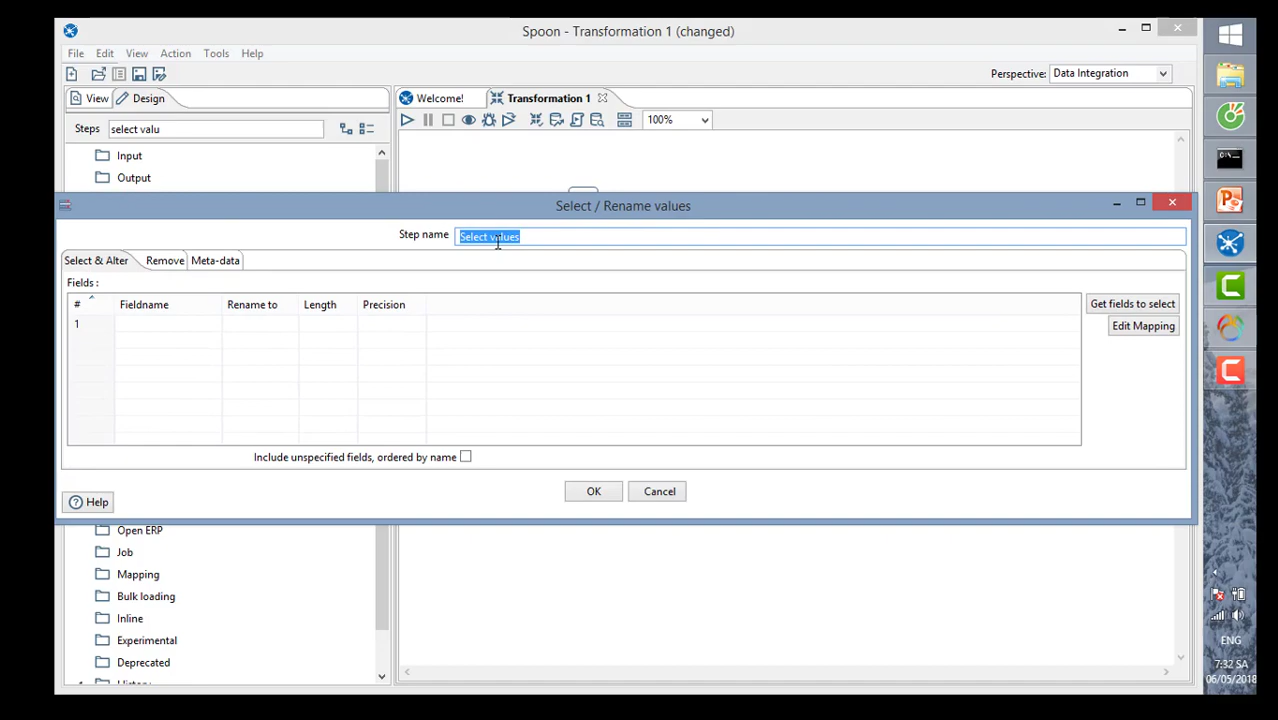 Spoon - Transformation 1 (changed)
File Edit View Action Tools Help
Perspective: Data Integration
View Design
Welcome! Transformation 1
Steps select valu
100%
Input
Output
Select / Rename values
Step name Select values
Select & Alter Remove Meta-data
Fields :
# Fieldname Rename to Length Precision
Get fields to select
1
Edit Mapping
Include unspecified fields, ordered by name
OK Cancel
Help
Open ERP
Job
Mapping
Bulk loading
Inline
Experimental
Deprecated
ENG
7:32 SA
06/05/2018